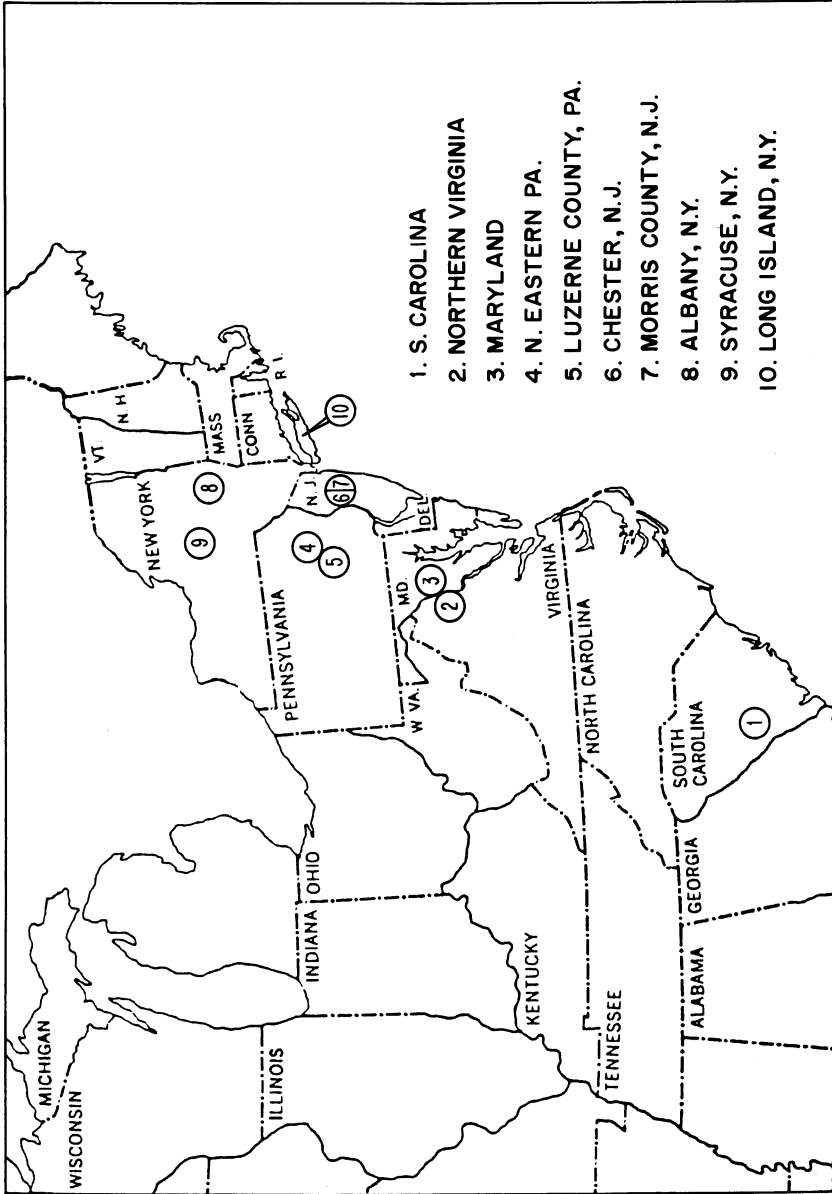 WISCONSIN
MICHIGAN
ILLINOIS
INDIANA
OHIO
KENTUCKY
TENNESSEE
ALABAMA
GEORGIA
SOUTH
CAROLINA
NORTH CAROLINA
VIRGINIA
W VA.
MD.
DEL.
PENNSYLVANIA
N. J.
NEW YORK
VT.
N H
MASS
CONN
R I.
1
2
3
4
5
6 7
8
9
10
1. S. CAROLINA
2. NORTHERN VIRGINIA
3. MARYLAND
4. N. EASTERN PA.
5. LUZERNE COUNTY, PA.
6. CHESTER, N.J.
7. MORRIS COUNTY, N.J.
8. ALBANY, N.Y.
9. SYRACUSE, N.Y.
10. LONG ISLAND, N.Y.